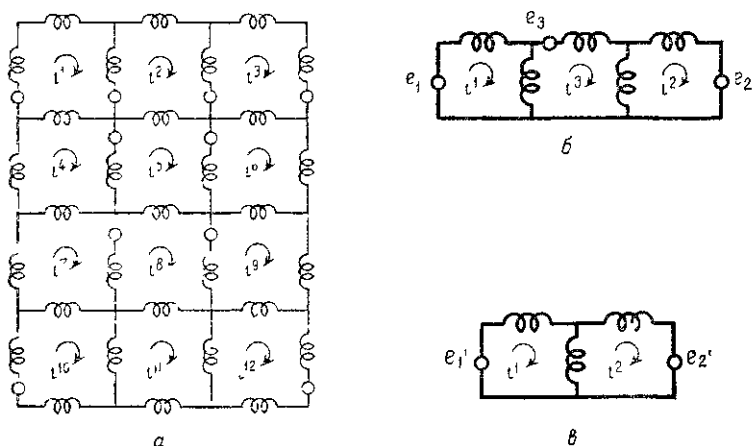 i¹ i² i³
i⁴ i⁵ i⁶
i⁷ i⁸ i⁹
i¹⁰ i¹¹ i¹²
а
e₃
e₁ i¹ i³ i² e₂
б
e₁' i¹ i² e₂'
в